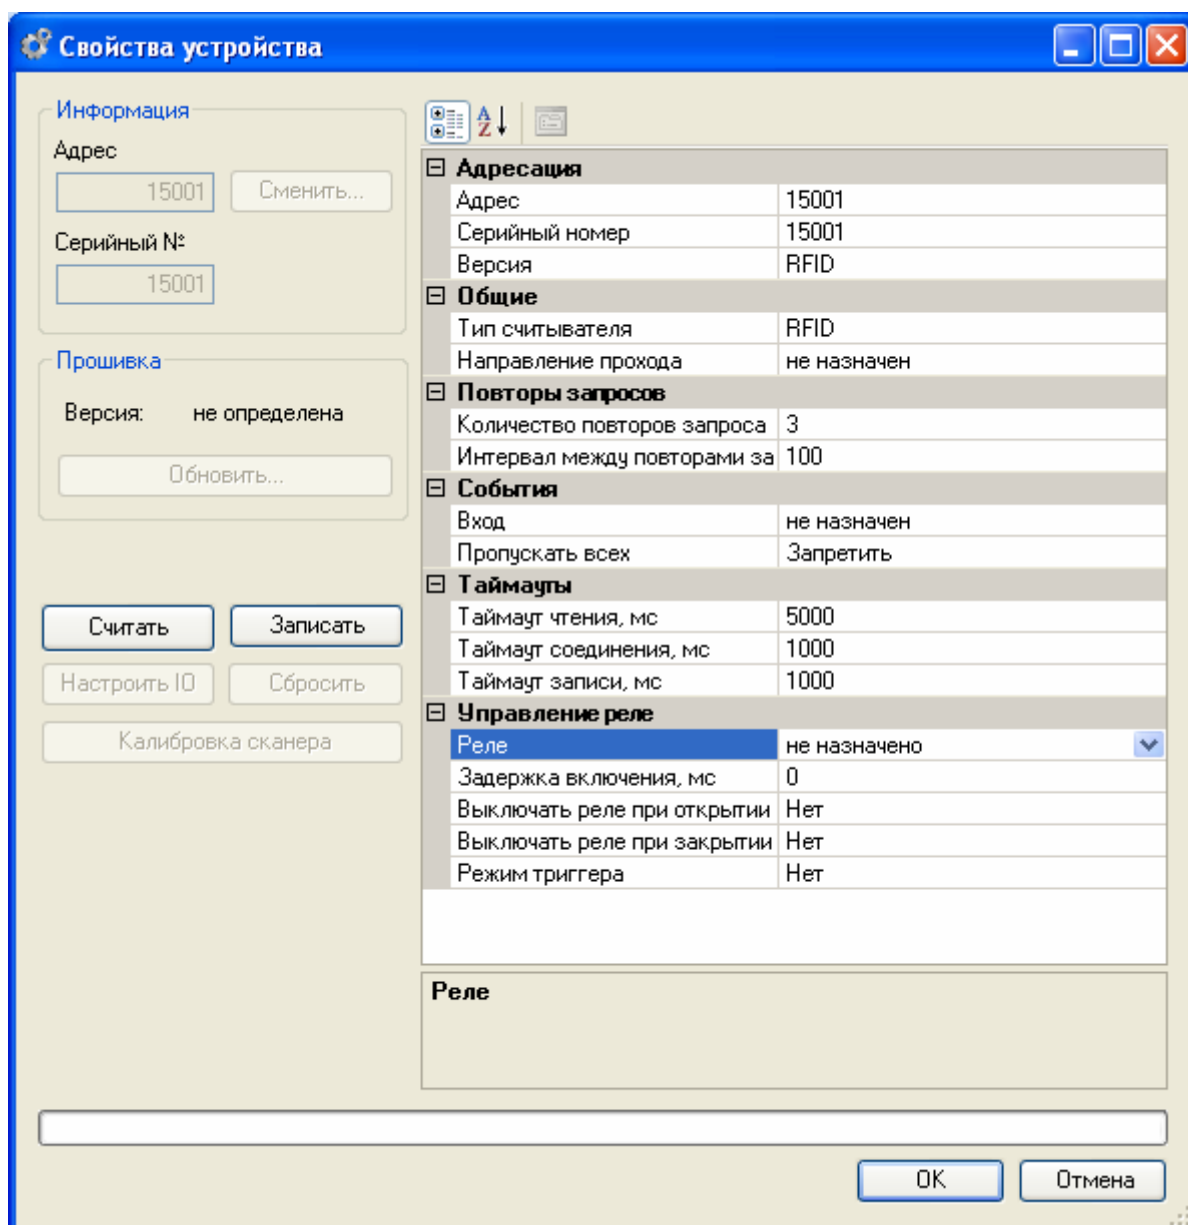 Свойства устройства
Информация
Адрес
15001 Сменить...
Серийный №
15001
Прошивка
Версия: не определена
Обновить...
Считать Записать
Настроить IO Сбросить
Калибровка сканера
Адресация
Адрес 15001
Серийный номер 15001
Версия RFID
Общие
Тип считывателя RFID
Направление прохода не назначен
Повторы запросов
Количество повторов запроса 3
Интервал между повторами за 100
События
Вход не назначен
Пропускать всех Запретить
Таймауты
Таймаут чтения, мс 5000
Таймаут соединения, мс 1000
Таймаут записи, мс 1000
Управление реле
Реле не назначено
Задержка включения, мс 0
Выключать реле при открытии Нет
Выключать реле при закрытии Нет
Режим триггера Нет
Реле
OK Отмена